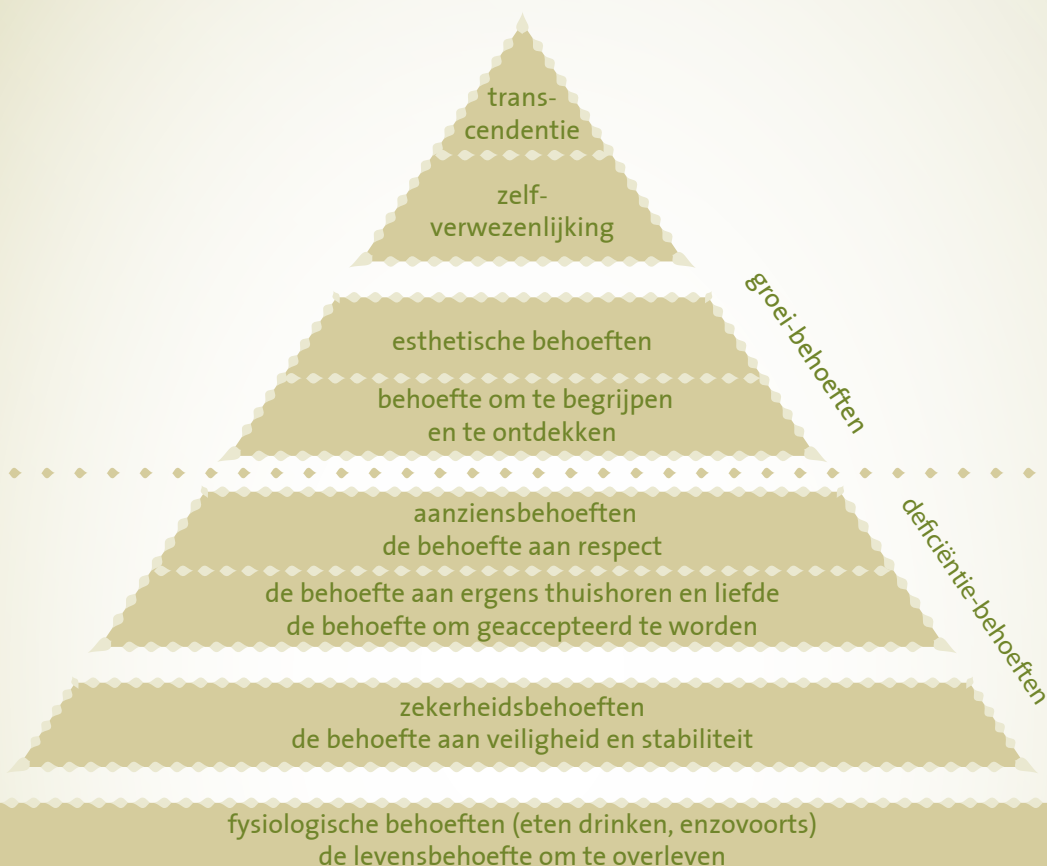 trans-
cendentie
zelf-
verwezenlijking
groei-behoeften
esthetische behoeften
behoefte om te begrijpen
en te ontdekken
deficiëntie-behoeften
aanziensbehoeften
de behoefte aan respect
de behoefte aan ergens thuishoren en liefde
de behoefte om geaccepteerd te worden
zekerheidsbehoeften
de behoefte aan veiligheid en stabiliteit
fysiologische behoeften (eten drinken, enzovoorts)
de levensbehoefte om te overleven